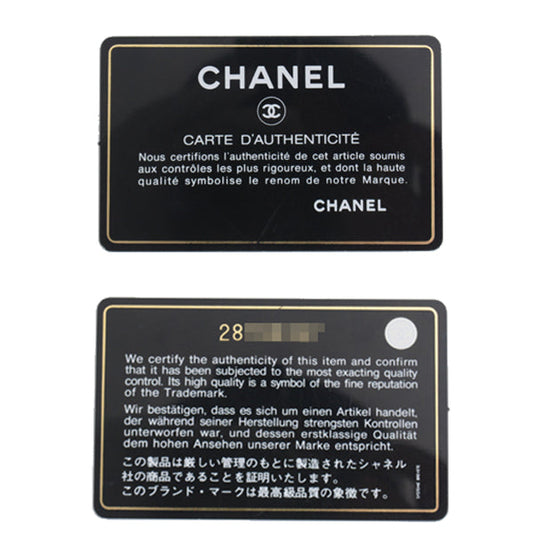 CHANEL
CARTE D'AUTHENTICITÉ
Nous certifions l'authenticité de cet article soumis
aux contrôles les plus rigoureux, et dont la haute
qualité symbolise le renom de notre Marque.
CHANEL
28
We certify the authenticity of this item and confirm
that it has been subjected to the most exacting quality
control. Its high quality is a symbol of the fine reputation
of the Trademark.
Wir bestätigen, dass es sich um einen Artikel handelt,
der während seiner Herstellung strengsten Kontrollen
unterworfen war, und dessen erstklassige Qualität
dem hohen Ansehen unserer Marke entspricht.
この製品は厳しい管理のもとに製造されたシャネル
社の商品であることを証明いたします。
このブランド・マークは最高級品質の象徴です。